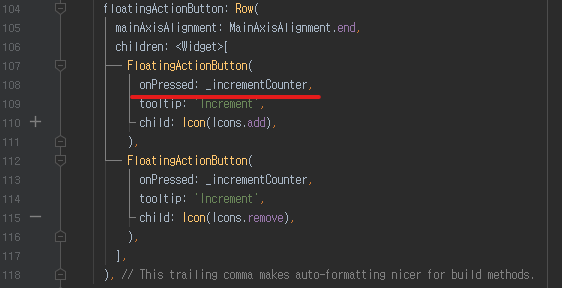 104 floatingActionButton: Row(
105 mainAxisAlignment: MainAxisAlignment.end,
106 children: <Widget>[
107 FloatingActionButton(
108 onPressed: _incrementCounter,
109 tooltip: 'Increment',
110 child: Icon(Icons.add),
111 ),
112 FloatingActionButton(
113 onPressed: _incrementCounter,
114 tooltip: 'Increment',
115 child: Icon(Icons.remove),
116 ),
117 ],
118 ), // This trailing comma makes auto-formatting nicer for build methods.